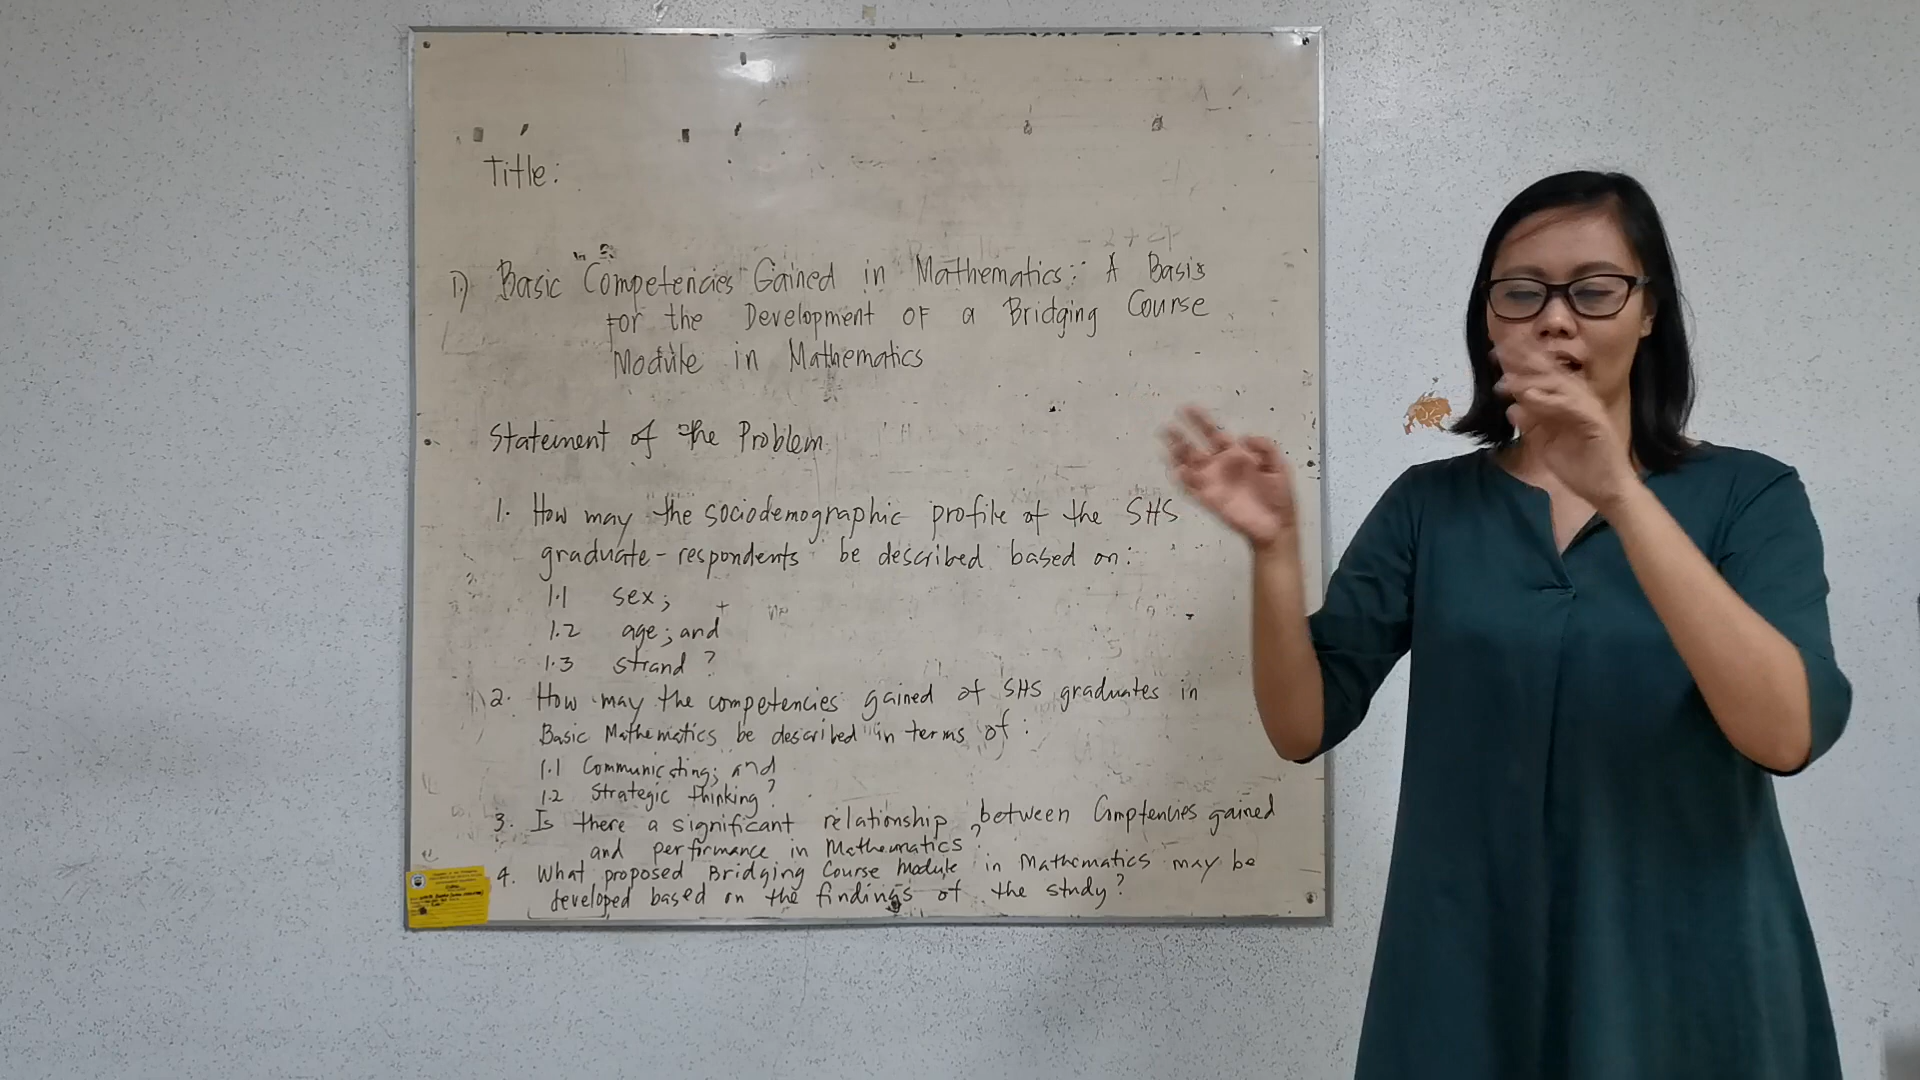 Title:
1) Basic Competencies Gained in Mathematics: A Basis
for the Development of a Bridging Course
Module in Mathematics
Statement of the Problem
1. How may the sociodemographic profile of the SHS
graduate-respondents be described based on:
1.1 sex;
1.2 age; and
1.3 strand?
2. How may the competencies gained of SHS graduates in
Basic Mathematics be described in terms of:
1.1 Communicating; and
1.2 Strategic thinking?
3. Is there a significant relationship between Comptencies gained
and performance in Mathematics?
4. What proposed Bridging Course Module in Mathematics may be
developed based on the findings of the study?